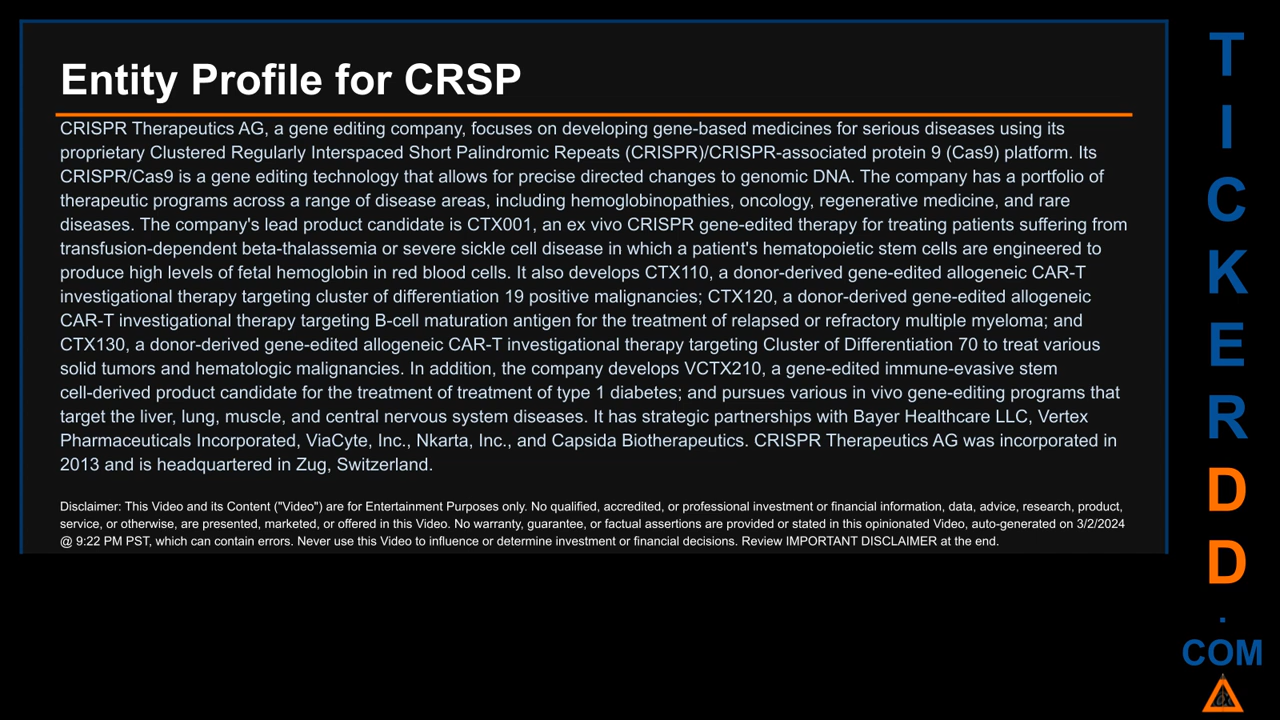 Entity Profile for CRSP
CRISPR Therapeutics AG, a gene editing company, focuses on developing gene-based medicines for serious diseases using its
proprietary Clustered Regularly Interspaced Short Palindromic Repeats (CRISPR)/CRISPR-associated protein 9 (Cas9) platform. Its
CRISPR/Cas9 is a gene editing technology that allows for precise directed changes to genomic DNA. The company has a portfolio of
therapeutic programs across a range of disease areas, including hemoglobinopathies, oncology, regenerative medicine, and rare
diseases. The company's lead product candidate is CTX001, an ex vivo CRISPR gene-edited therapy for treating patients suffering from
transfusion-dependent beta-thalassemia or severe sickle cell disease in which a patient's hematopoietic stem cells are engineered to
produce high levels of fetal hemoglobin in red blood cells. It also develops CTX110, a donor-derived gene-edited allogeneic CAR-T
investigational therapy targeting cluster of differentiation 19 positive malignancies; CTX120, a donor-derived gene-edited allogeneic
CAR-T investigational therapy targeting B-cell maturation antigen for the treatment of relapsed or refractory multiple myeloma; and
CTX130, a donor-derived gene-edited allogeneic CAR-T investigational therapy targeting Cluster of Differentiation 70 to treat various
solid tumors and hematologic malignancies. In addition, the company develops VCTX210, a gene-edited immune-evasive stem
cell-derived product candidate for the treatment of treatment of type 1 diabetes; and pursues various in vivo gene-editing programs that
target the liver, lung, muscle, and central nervous system diseases. It has strategic partnerships with Bayer Healthcare LLC, Vertex
Pharmaceuticals Incorporated, ViaCyte, Inc., Nkarta, Inc., and Capsida Biotherapeutics. CRISPR Therapeutics AG was incorporated in
2013 and is headquartered in Zug, Switzerland.
Disclaimer: This Video and its Content ("Video") are for Entertainment Purposes only. No qualified, accredited, or professional investment or financial information, data, advice, research, product,
service, or otherwise, are presented, marketed, or offered in this Video. No warranty, guarantee, or factual assertions are provided or stated in this opinionated Video, auto-generated on 3/2/2024
@ 9:22 PM PST, which can contain errors. Never use this Video to influence or determine investment or financial decisions. Review IMPORTANT DISCLAIMER at the end.
T
I
C
K
E
R
D
D
.
COM